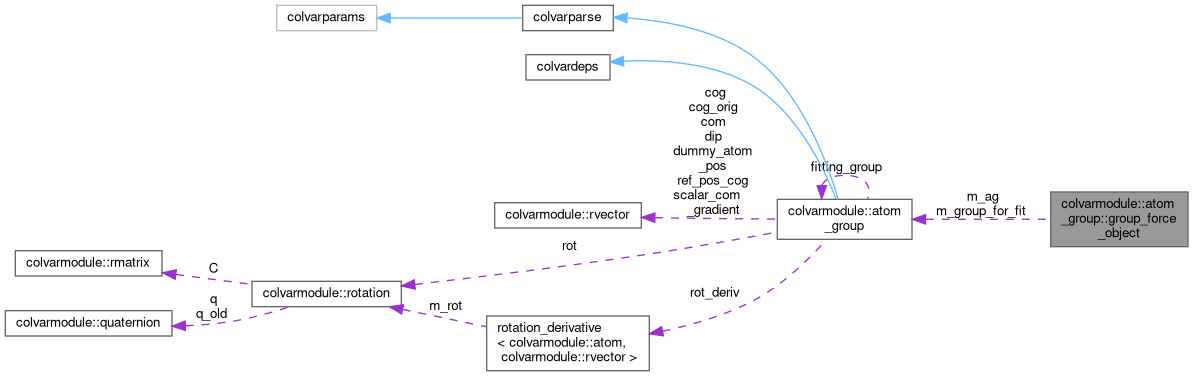 colvarparams
colvarparse
colvardeps
cog
cog_orig
com
dip
dummy_atom
_pos
ref_pos_cog
scalar_com
_gradient
fitting_group
m_ag
m_group_for_fit
colvarmodule::atom
_group::group_force
_object
colvarmodule::rvector
colvarmodule::atom
_group
rot
colvarmodule::rmatrix
C
colvarmodule::rotation
q
q_old
colvarmodule::quaternion
m_rot
rot_deriv
rotation_derivative
< colvarmodule::atom,
colvarmodule::rvector >